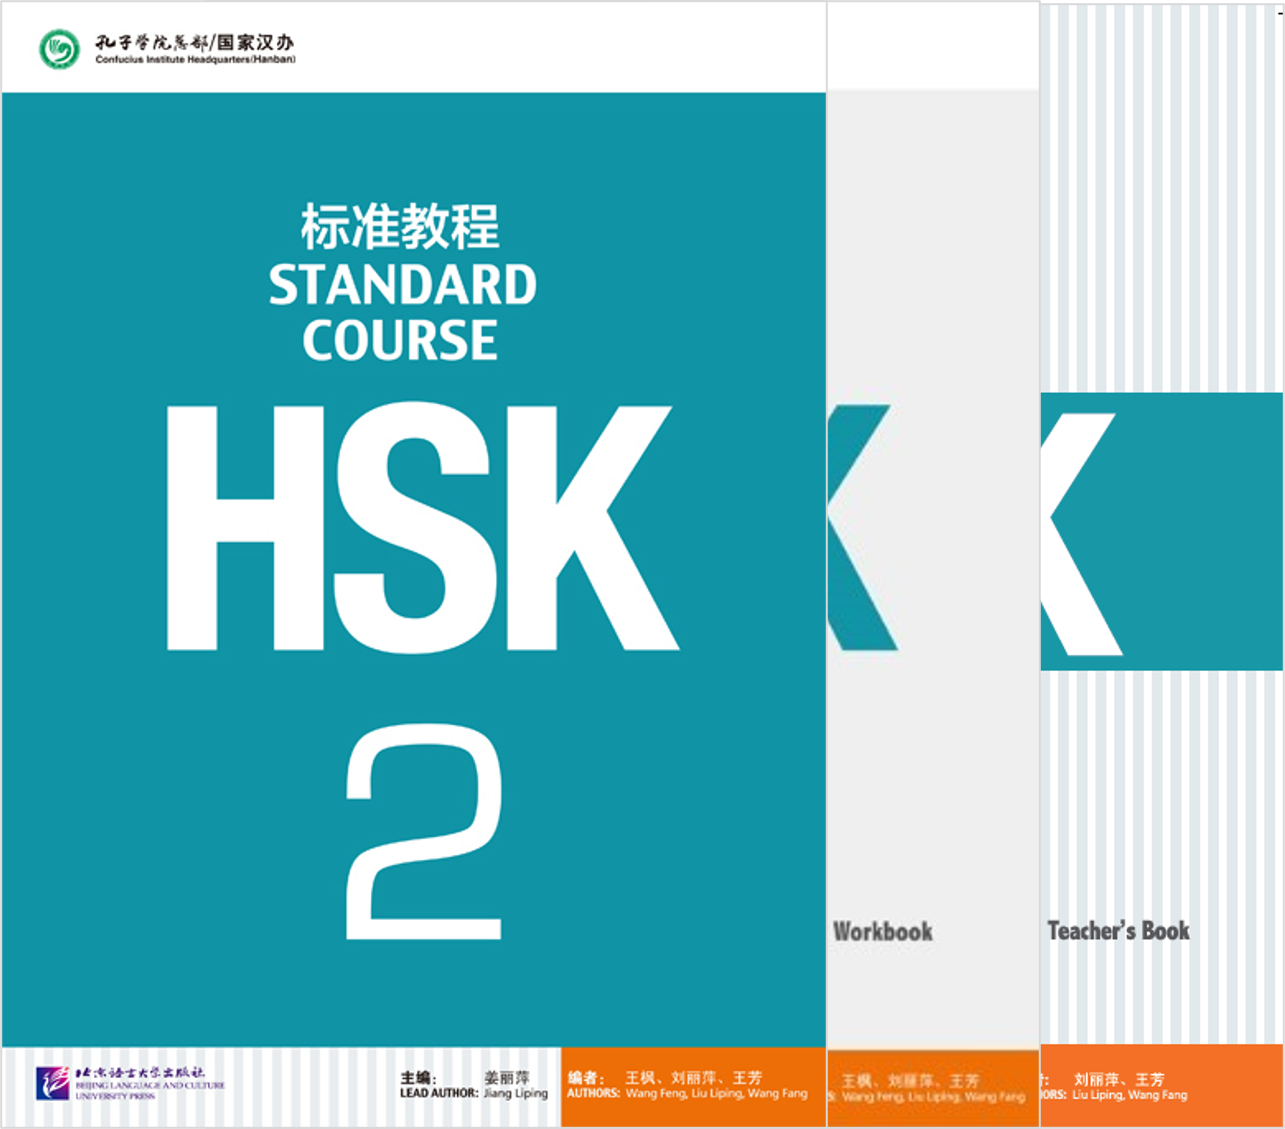 孔子学院总部/国家汉办
Confucius Institute Headquarters(Hanban)
标准教程
STANDARD
COURSE
HSK
2
北京语言大学出版社
BEIJING LANGUAGE AND CULTURE
UNIVERSITY PRESS
主编： 姜丽萍
LEAD AUTHOR: Jiang Liping
编者： 王枫、刘丽萍、王芳
AUTHORS: Wang Feng, Liu Liping, Wang Fang
K
Workbook
王枫、刘丽萍、王芳
S: Wang Feng, Liu Liping, Wang Fang
K
Teacher's Book
刘丽萍、王芳
ORS: Liu Liping, Wang Fang